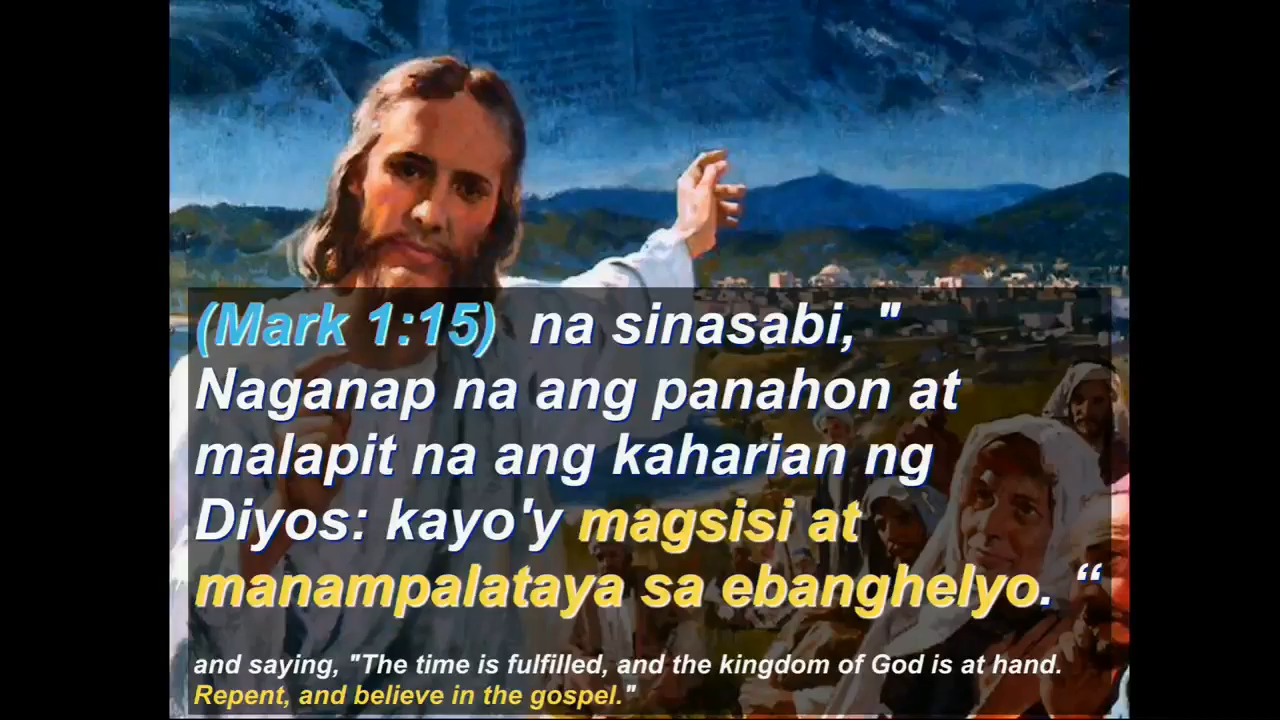 (Mark 1:15) na sinasabi, "
Naganap na ang panahon at
malapit na ang kaharian ng
Diyos: kayo'y magsisi at
manampalataya sa ebanghelyo. “
and saying, "The time is fulfilled, and the kingdom of God is at hand.
Repent, and believe in the gospel."